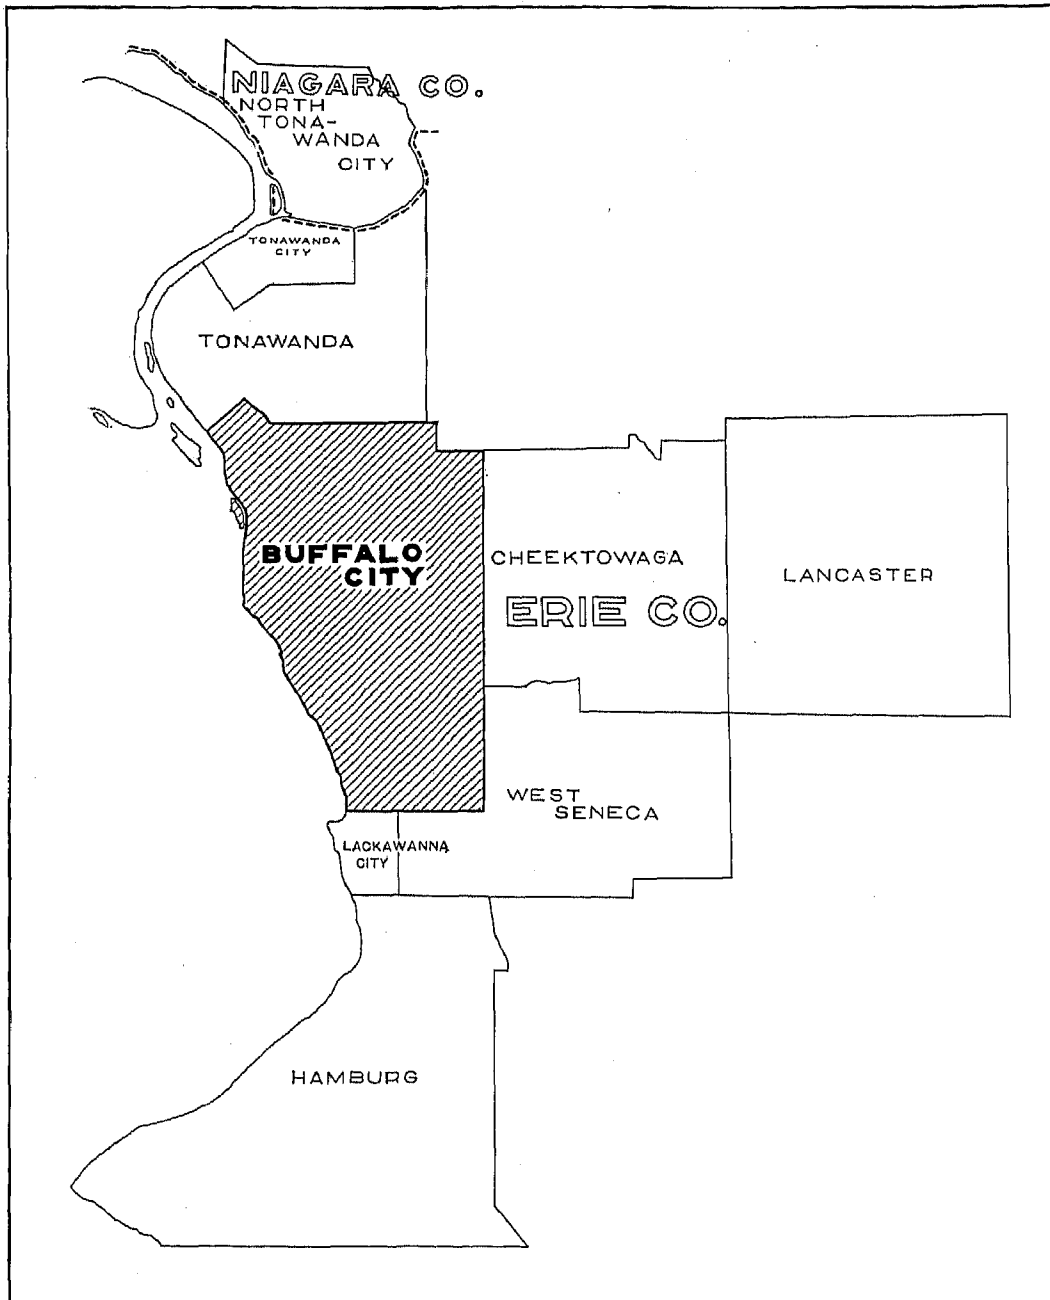 NIAGARA CO.
NORTH
TONA-
WANDA
CITY
TONAWANDA
CITY
TONAWANDA
BUFFALO
CITY
CHEEKTOWAGA
ERIE CO.
LANCASTER
WEST
SENECA
LACKAWANNA
CITY
HAMBURG